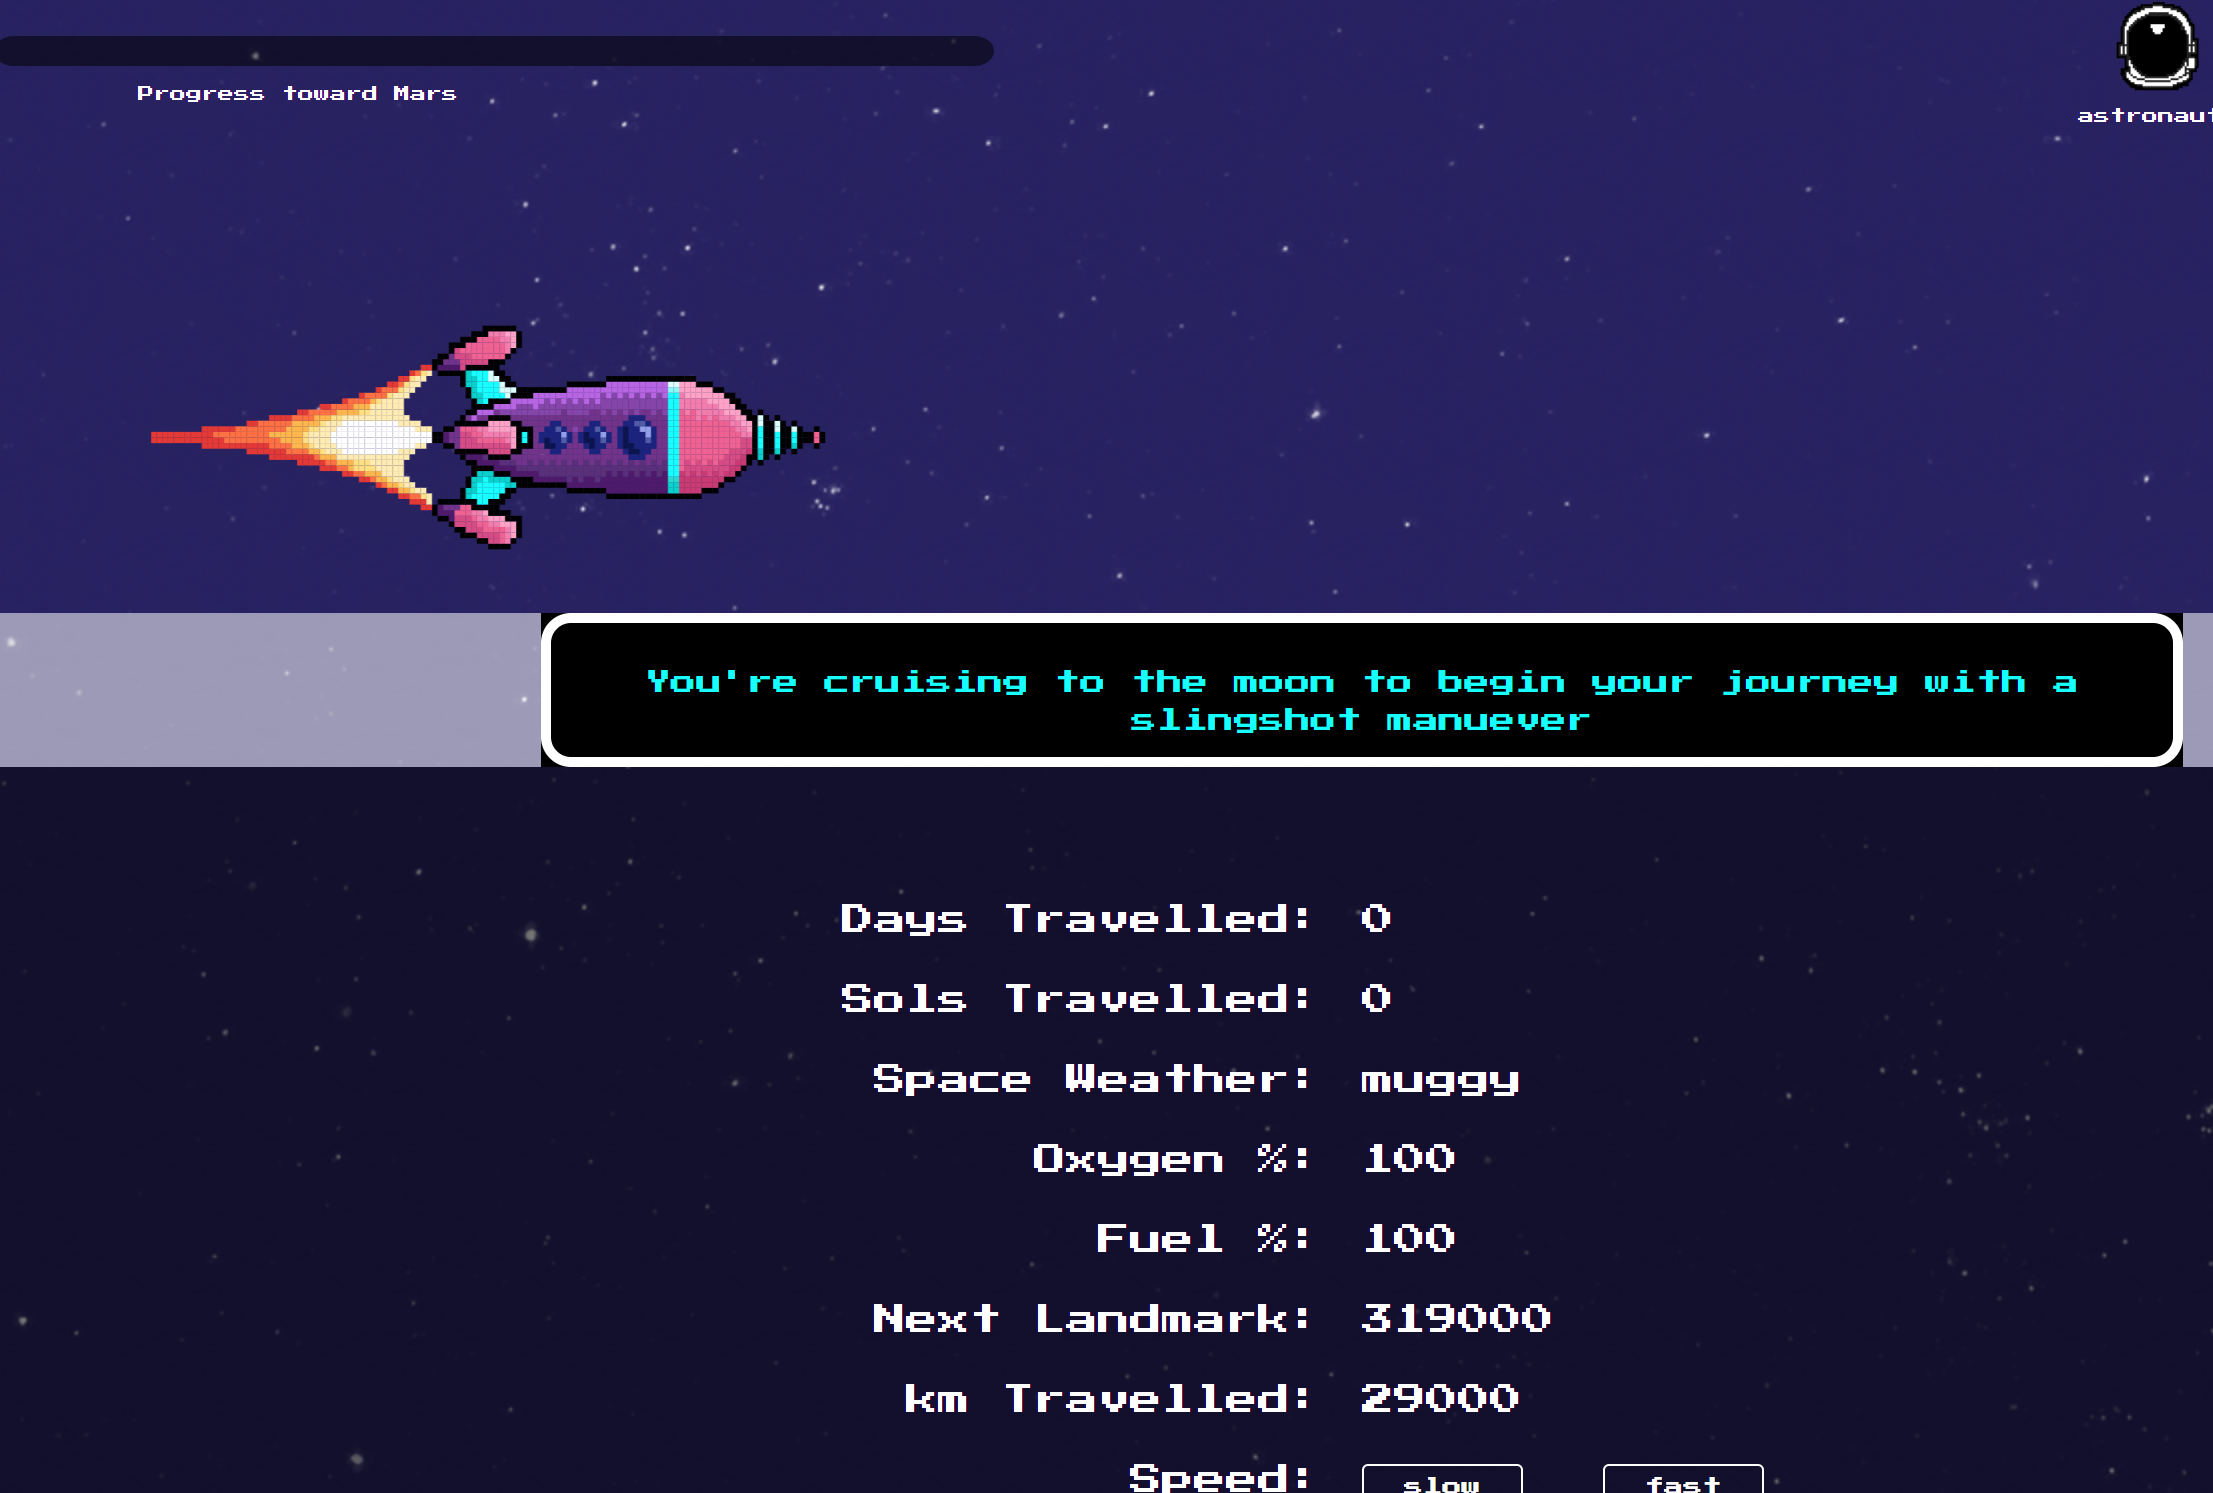 Progress toward Mars
astronaut
You're cruising to the moon to begin your journey with a
slingshot manuever
Days Travelled: 0
Sols Travelled: 0
Space Weather: muggy
Oxygen %: 100
Fuel %: 100
Next Landmark: 319000
km Travelled: 29000
Speed: slow fast